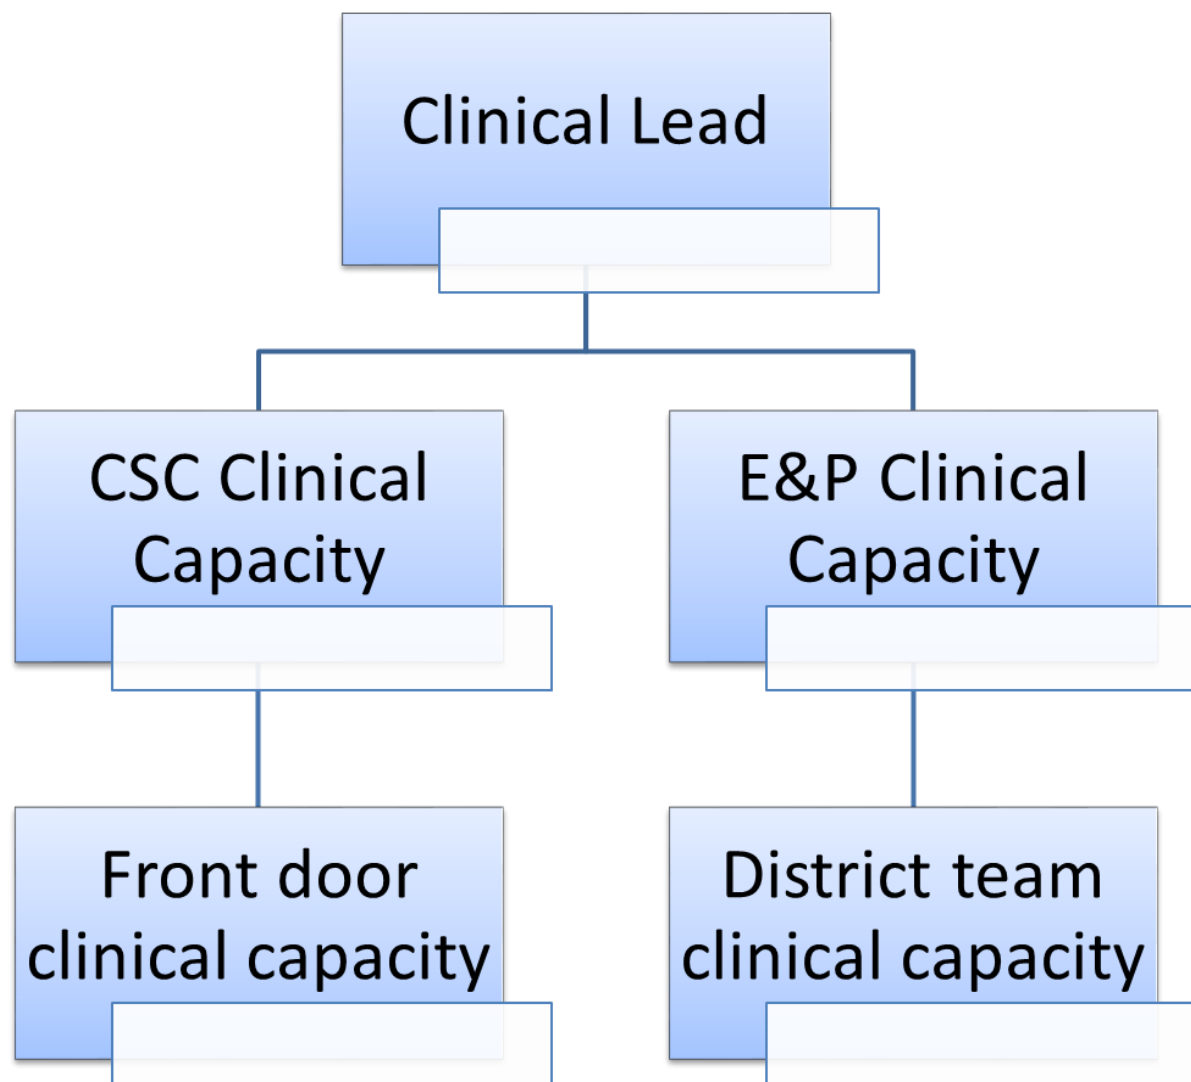 Clinical Lead
CSC Clinical
Capacity
E&P Clinical
Capacity
Front door
clinical capacity
District team
clinical capacity